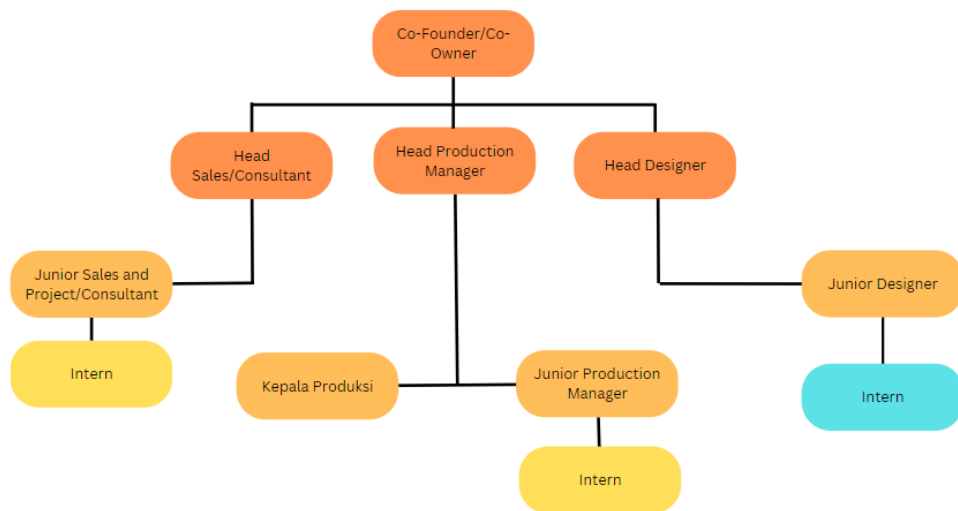 Co-Founder/Co-
Owner
Head
Sales/Consultant
Head Production
Manager
Head Designer
Junior Sales and
Project/Consultant
Junior Designer
Intern
Kepala Produksi
Junior Production
Manager
Intern
Intern